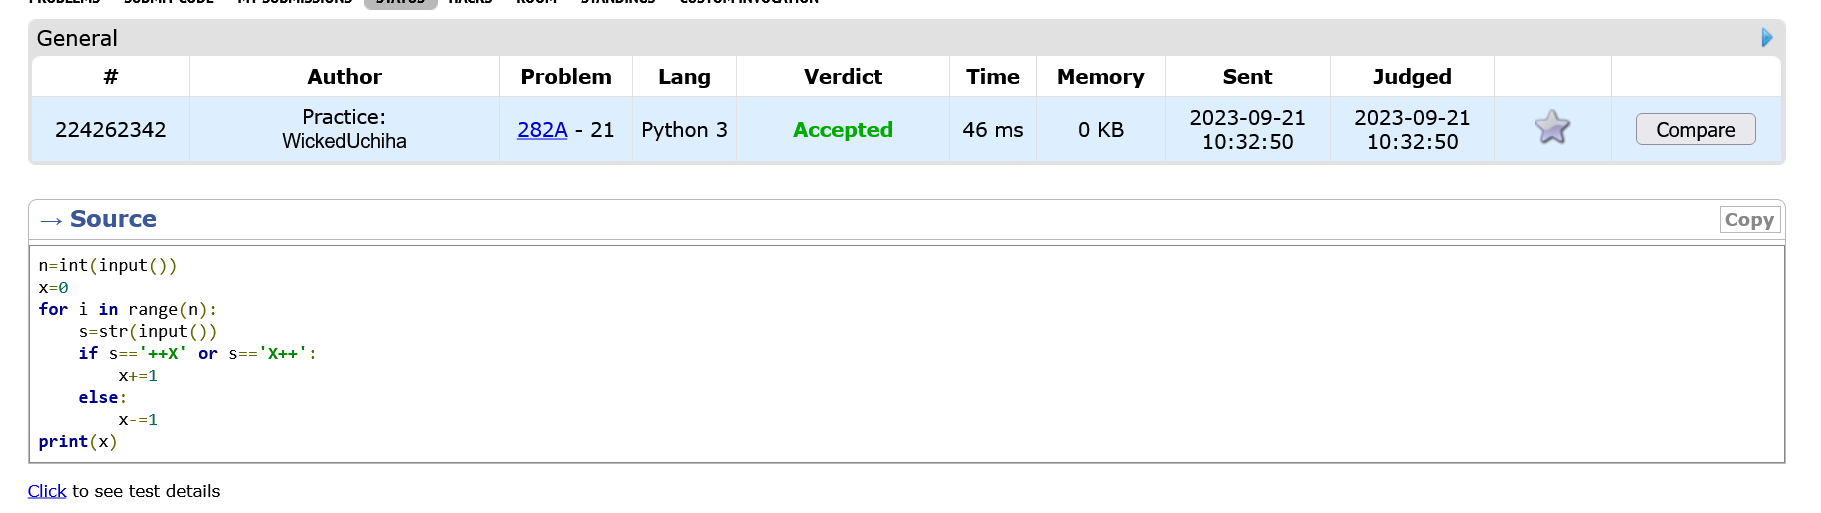 PROBLEMS SUBMIT CODE MY SUBMISSIONS STATUS HACKS ROOM STANDINGS CUSTOM INVOCATION
General
# Author Problem Lang Verdict Time Memory Sent Judged
224262342 Practice: WickedUchiha 282A - 21 Python 3 Accepted 46 ms 0 KB 2023-09-21 10:32:50 2023-09-21 10:32:50 Compare
→ Source Copy
n=int(input())
x=0
for i in range(n):
    s=str(input())
    if s=='++X' or s=='X++':
        x+=1
    else:
        x-=1
print(x)
Click to see test details